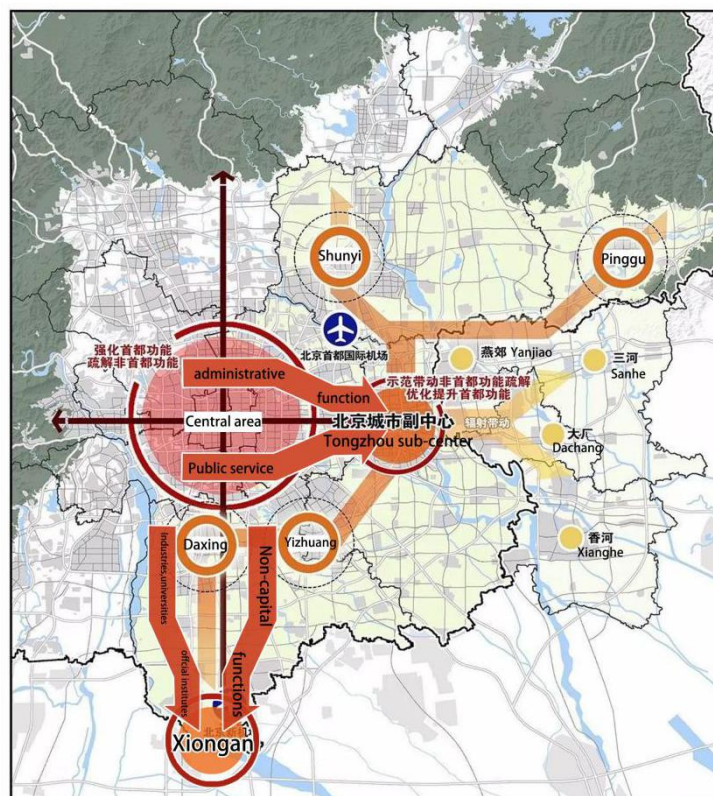 Shunyi
Pinggu
北京首都国际机场
强化首都功能
疏解非首都功能
燕郊 Yanjiao
三河
Sanhe
administrative
function
示范带动非首都功能疏解
优化提升首都功能
Central area
北京城市副中心
Tongzhou sub-center
辐射带动
大厂
Dachang
Public service
Daxing
Yizhuang
香河
Xianghe
industries,universities
offcial institutes
Non-capital
functions
Xiongan